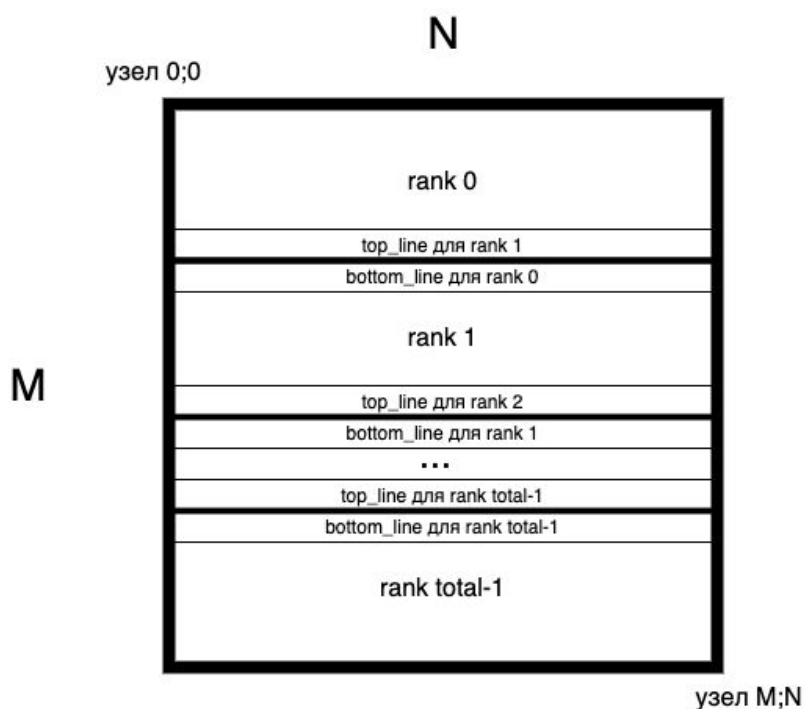 N
узел 0;0
rank 0
top_line для rank 1
bottom_line для rank 0
rank 1
M
top_line для rank 2
bottom_line для rank 1
...
top_line для rank total-1
bottom_line для rank total-1
rank total-1
узел M;N